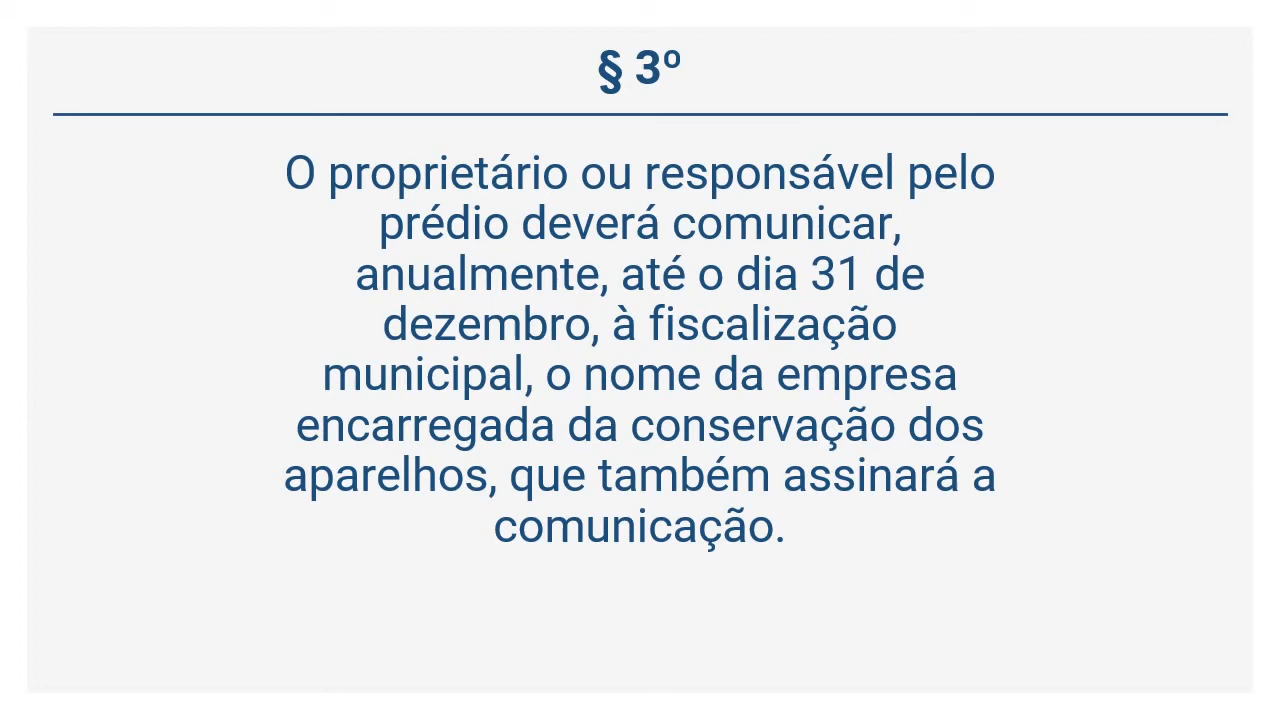 § 3º
O proprietário ou responsável pelo
prédio deverá comunicar,
anualmente, até o dia 31 de
dezembro, à fiscalização
municipal, o nome da empresa
encarregada da conservação dos
aparelhos, que também assinará a
comunicação.